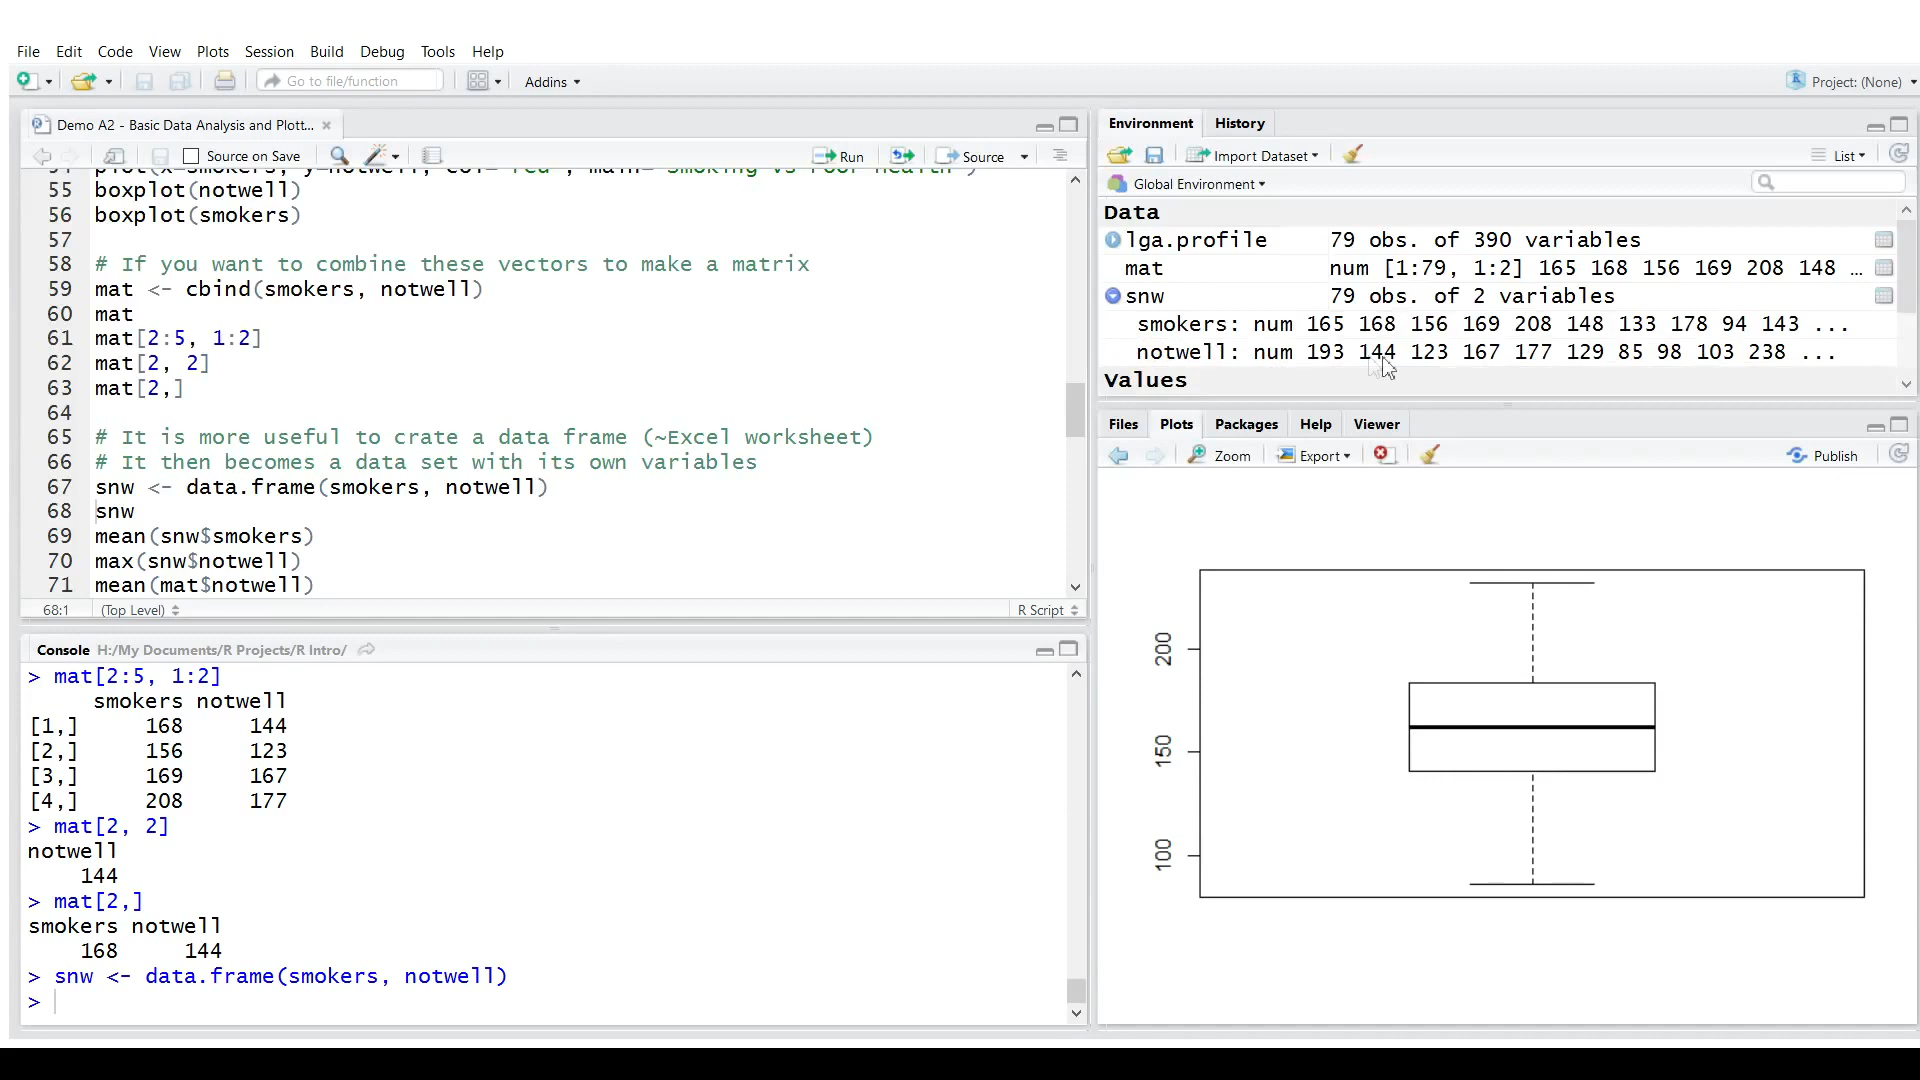 File Edit Code View Plots Session Build Debug Tools Help
Go to file/function Addins Project: (None)
Demo A2 - Basic Data Analysis and Plott...
Source on Save Run Source
55 boxplot(notwell)
56 boxplot(smokers)
57
58 # If you want to combine these vectors to make a matrix
59 mat <- cbind(smokers, notwell)
60 mat
61 mat[2:5, 1:2]
62 mat[2, 2]
63 mat[2,]
64
65 # It is more useful to crate a data frame (~Excel worksheet)
66 # It then becomes a data set with its own variables
67 snw <- data.frame(smokers, notwell)
68 snw
69 mean(snw$smokers)
70 max(snw$notwell)
71 mean(mat$notwell)
68:1 (Top Level) R Script
Console H:/My Documents/R Projects/R Intro/
> mat[2:5, 1:2]
smokers notwell
[1,] 168 144
[2,] 156 123
[3,] 169 167
[4,] 208 177
> mat[2, 2]
notwell
144
> mat[2,]
smokers notwell
168 144
> snw <- data.frame(smokers, notwell)
>
Environment History
Import Dataset List
Global Environment
Data
lga.profile 79 obs. of 390 variables
mat num [1:79, 1:2] 165 168 156 169 208 148 ...
snw 79 obs. of 2 variables
smokers: num 165 168 156 169 208 148 133 178 94 143 ...
notwell: num 193 144 123 167 177 129 85 98 103 238 ...
Values
Files Plots Packages Help Viewer
Zoom Export Publish
200
150
100